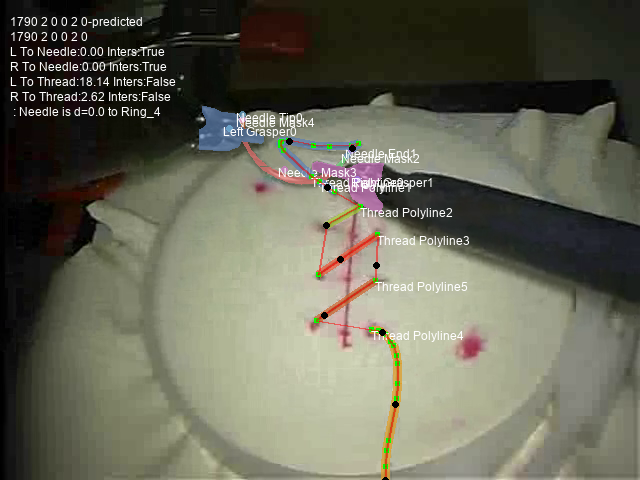 1790 2 0 0 2 0-predicted
1790 2 0 0 2 0
L To Needle:0.00 Inters:True
R To Needle:0.00 Inters:True
L To Thread:18.14 Inters:False
R To Thread:2.62 Inters:False
: Needle is d=0.0 to Ring_4
Needle Tip0
Needle Mask4
Left Grasper0
Needle End1
Needle Mask2
Needle Mask3
Thread Polyline2
Thread Polyline3
Thread Polyline5
Thread Polyline4